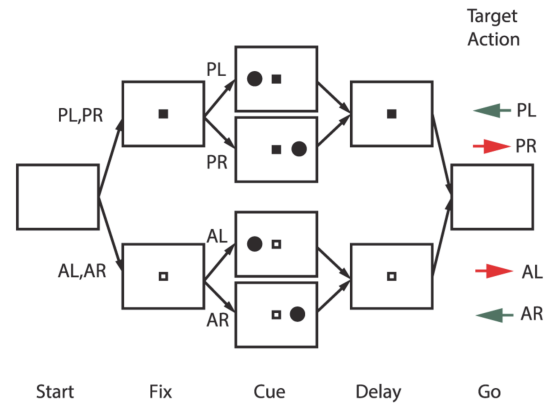 Target
Action
PL
PL
PL,PR
PR
PR
AL
AL
AL,AR
AR
AR
Start Fix Cue Delay Go